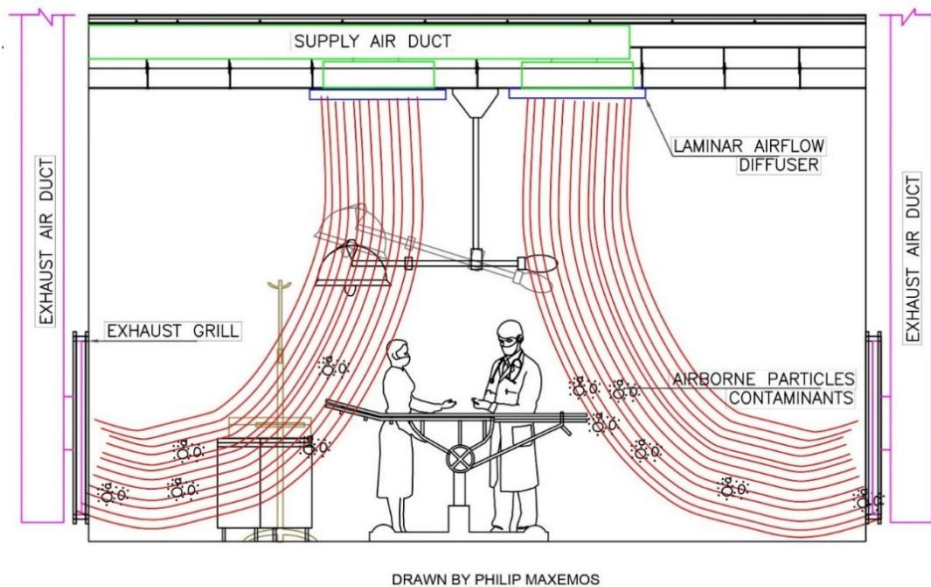 SUPPLY AIR DUCT
LAMINAR AIRFLOW
DIFFUSER
EXHAUST AIR DUCT
EXHAUST AIR DUCT
EXHAUST GRILL
AIRBORNE PARTICLES
CONTAMINANTS
DRAWN BY PHILIP MAXEMOS